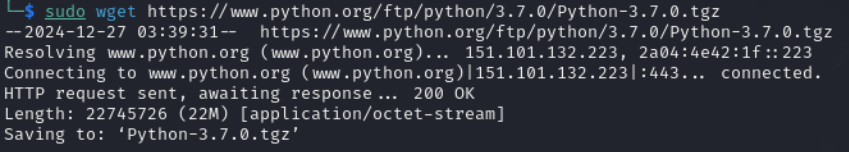 └─$ sudo wget https://www.python.org/ftp/python/3.7.0/Python-3.7.0.tgz
--2024-12-27 03:39:31-- https://www.python.org/ftp/python/3.7.0/Python-3.7.0.tgz
Resolving www.python.org (www.python.org)... 151.101.132.223, 2a04:4e42:1f::223
Connecting to www.python.org (www.python.org)|151.101.132.223|:443... connected.
HTTP request sent, awaiting response... 200 OK
Length: 22745726 (22M) [application/octet-stream]
Saving to: ‘Python-3.7.0.tgz’